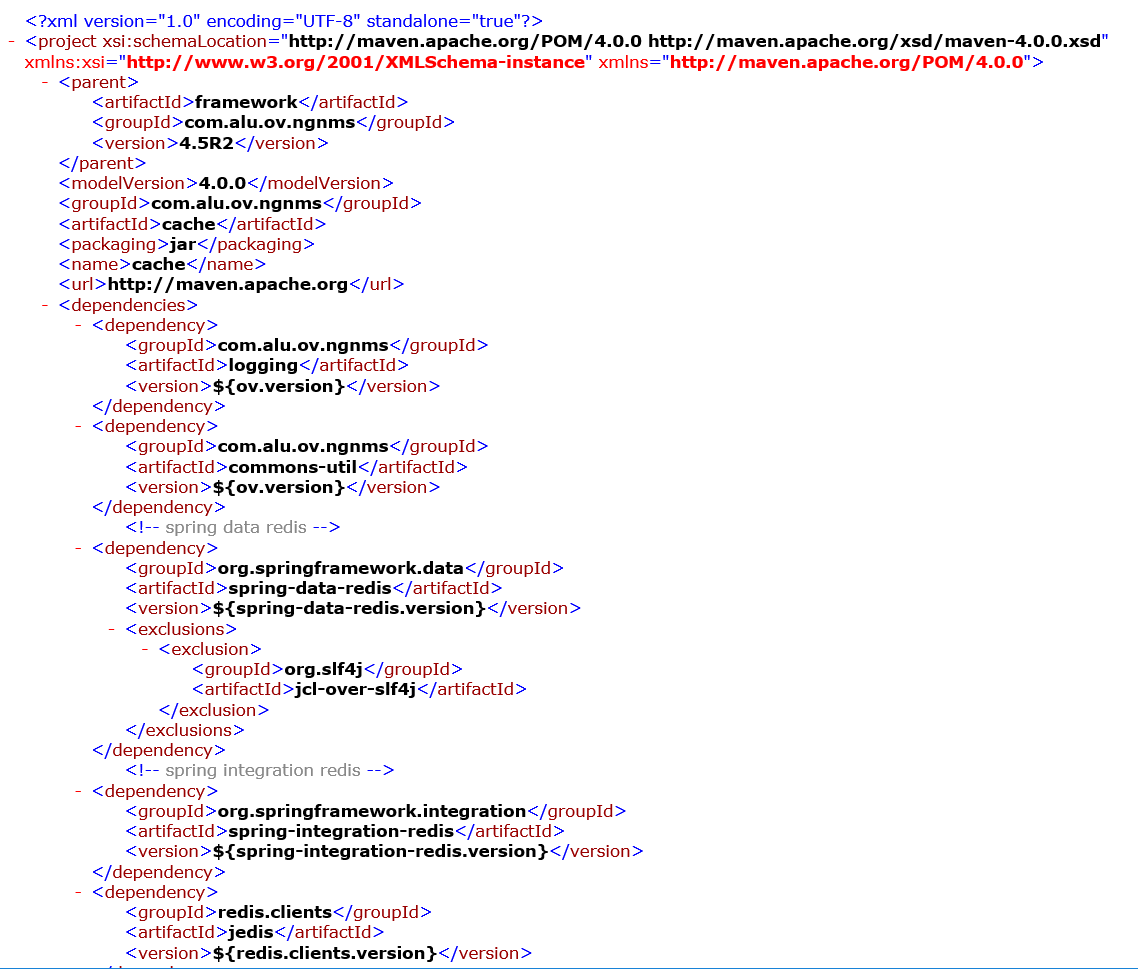 <?xml version="1.0" encoding="UTF-8" standalone="true"?>
- <project xsi:schemaLocation="http://maven.apache.org/POM/4.0.0 http://maven.apache.org/xsd/maven-4.0.0.xsd"
xmlns:xsi="http://www.w3.org/2001/XMLSchema-instance" xmlns="http://maven.apache.org/POM/4.0.0">
- <parent>
<artifactId>framework</artifactId>
<groupId>com.alu.ov.ngnms</groupId>
<version>4.5R2</version>
</parent>
<modelVersion>4.0.0</modelVersion>
<groupId>com.alu.ov.ngnms</groupId>
<artifactId>cache</artifactId>
<packaging>jar</packaging>
<name>cache</name>
<url>http://maven.apache.org</url>
- <dependencies>
- <dependency>
<groupId>com.alu.ov.ngnms</groupId>
<artifactId>logging</artifactId>
<version>${ov.version}</version>
</dependency>
- <dependency>
<groupId>com.alu.ov.ngnms</groupId>
<artifactId>commons-util</artifactId>
<version>${ov.version}</version>
</dependency>
<!-- spring data redis -->
- <dependency>
<groupId>org.springframework.data</groupId>
<artifactId>spring-data-redis</artifactId>
<version>${spring-data-redis.version}</version>
- <exclusions>
- <exclusion>
<groupId>org.slf4j</groupId>
<artifactId>jcl-over-slf4j</artifactId>
</exclusion>
</exclusions>
</dependency>
<!-- spring integration redis -->
- <dependency>
<groupId>org.springframework.integration</groupId>
<artifactId>spring-integration-redis</artifactId>
<version>${spring-integration-redis.version}</version>
</dependency>
- <dependency>
<groupId>redis.clients</groupId>
<artifactId>jedis</artifactId>
<version>${redis.clients.version}</version>